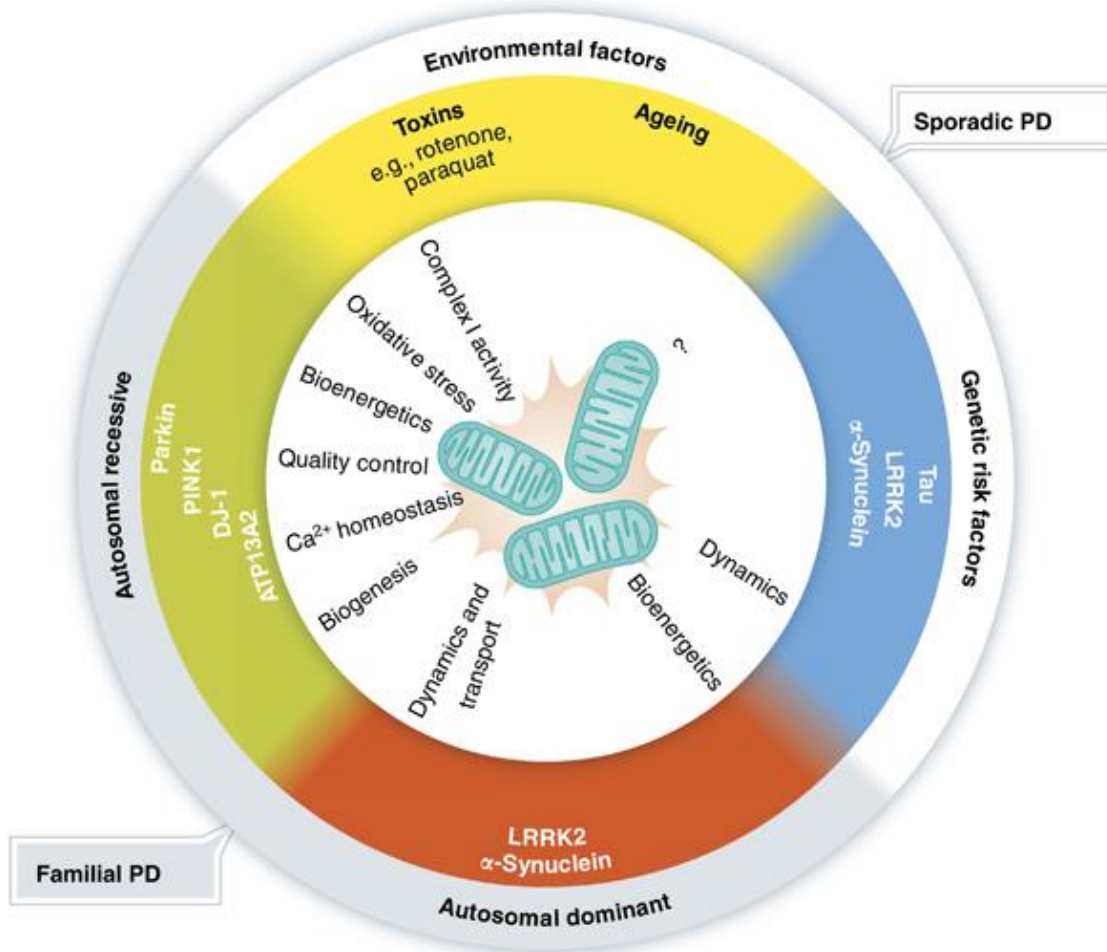 Environmental factors
Toxins
e.g., rotenone,
paraquat
Ageing
Sporadic PD
Genetic risk factors
Tau
LRRK2
α-Synuclein
Autosomal recessive
Parkin
PINK1
DJ-1
ATP13A2
Complex I activity
Oxidative stress
Bioenergetics
Quality control
Ca²⁺ homeostasis
Biogenesis
Dynamics and
transport
?
Dynamics
Bioenergetics
LRRK2
α-Synuclein
Autosomal dominant
Familial PD